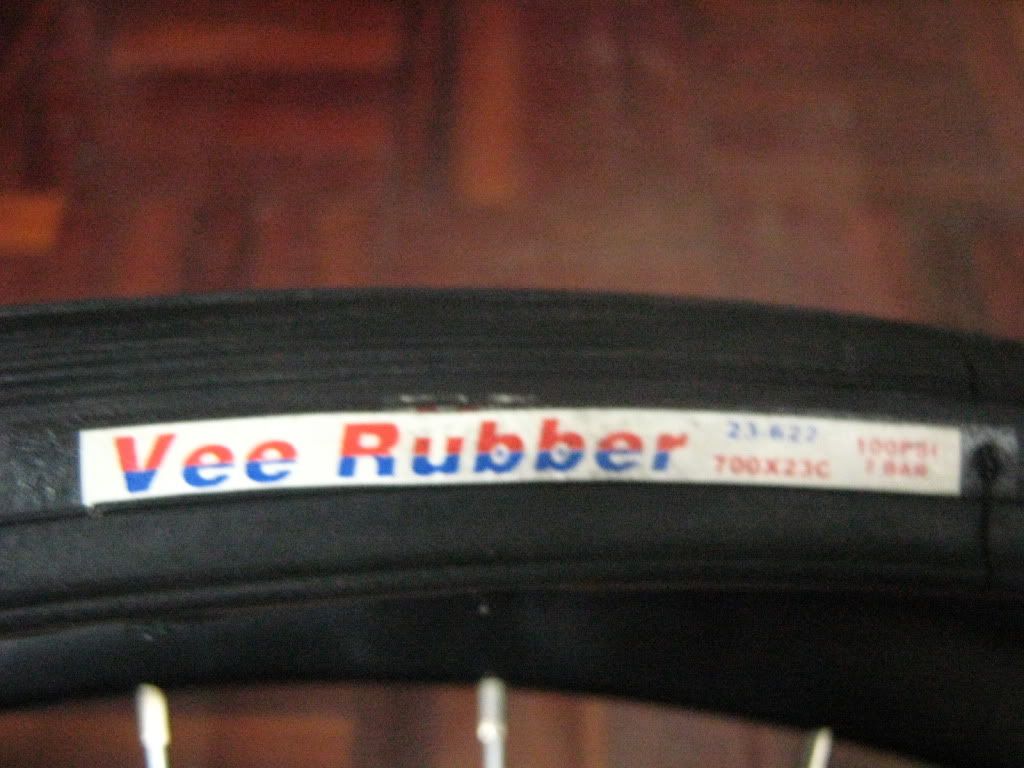 Vee Rubber
23-622
700X23C
100PSI
7 BAR